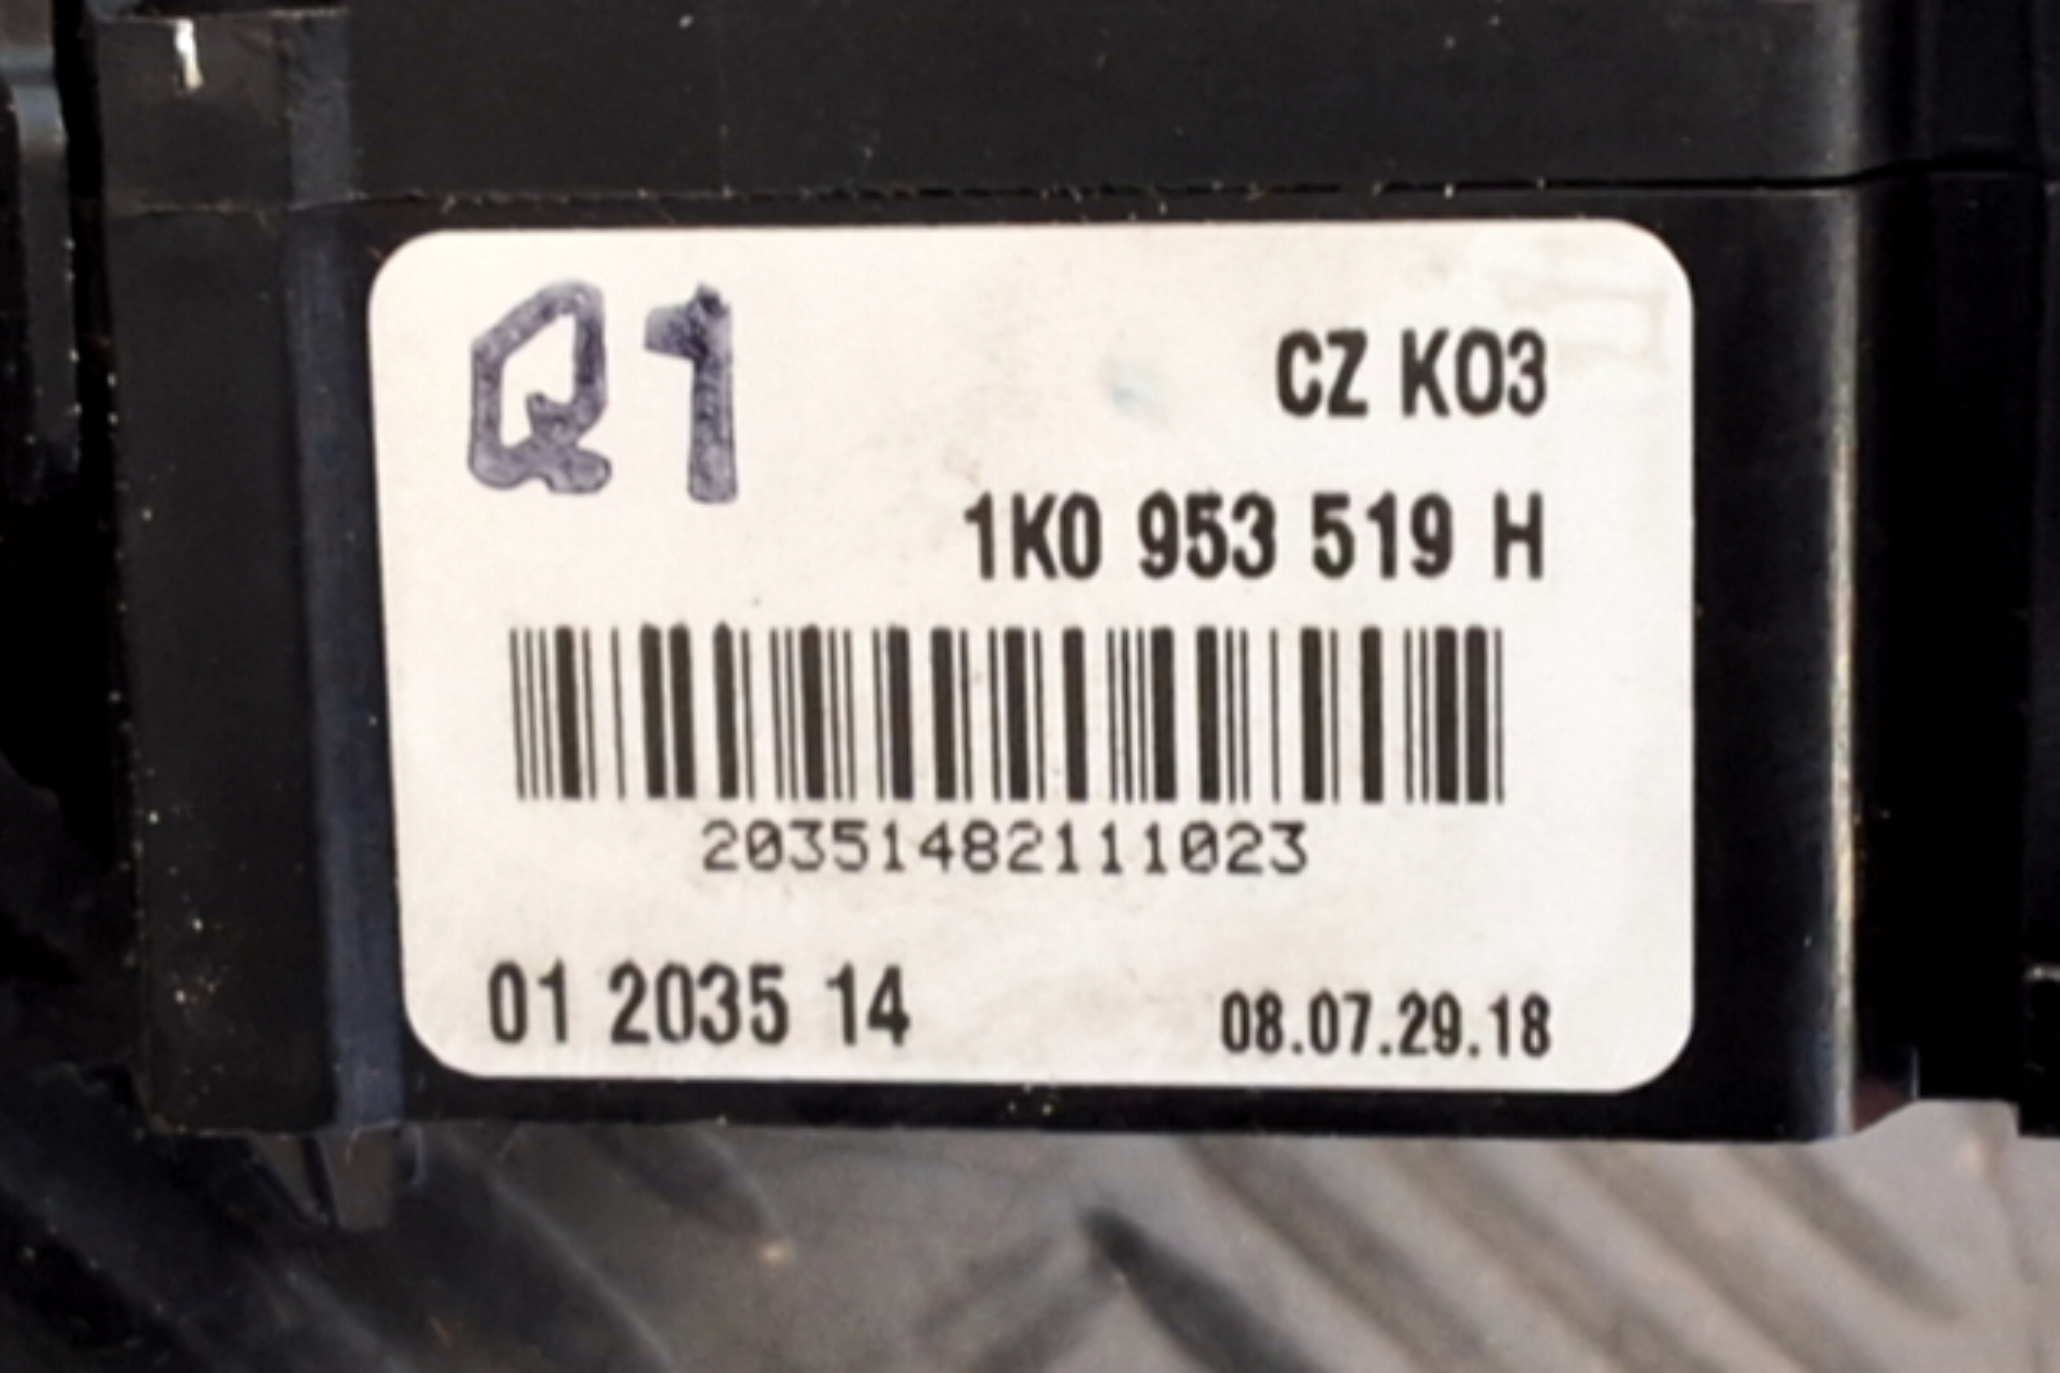 Q1
CZ K03
1K0 953 519 H
20351482111023
01 2035 14
08.07.29.18